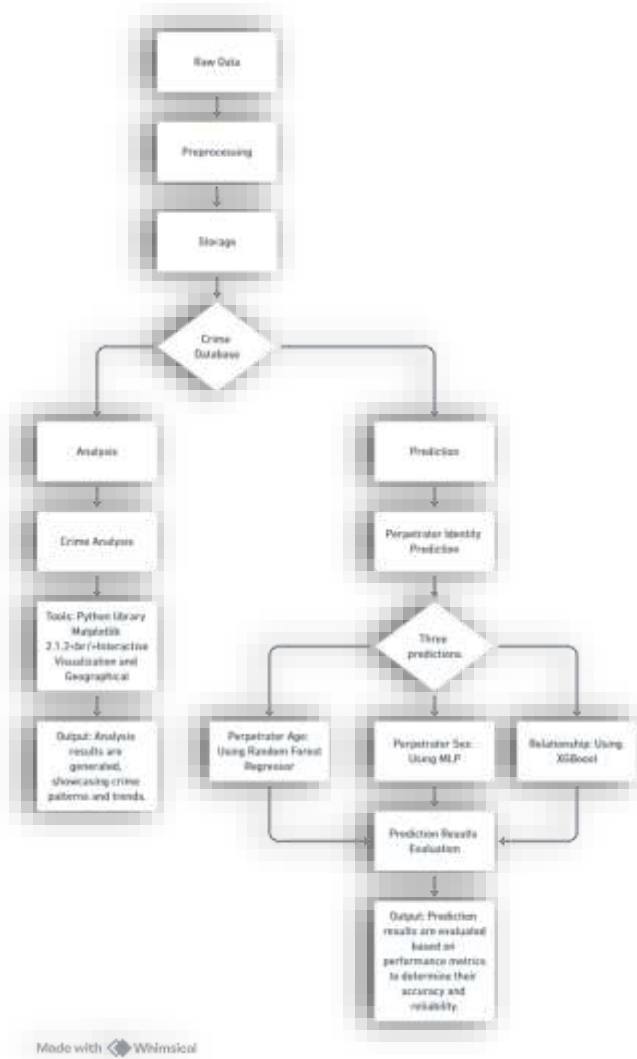 Raw Data
Preprocessing
Storage
Crime
Database
Analysis
Prediction
Crime Analysis
Perpetrator Identity
Prediction
Tools: Python library
Matplotlib
2.1.2<br/>Interactive
Visualization and
Geographical
Three
predictions
Output: Analysis
results are
generated,
showcasing crime
patterns and trends.
Perpetrator Age:
Using Random Forest
Regressor
Perpetrator Sex:
Using MLP
Relationship: Using
XGBoost
Prediction Results
Evaluation
Output: Prediction
results are evaluated
based on
performance metrics
to determine their
accuracy and
reliability.
Made with Whimsical